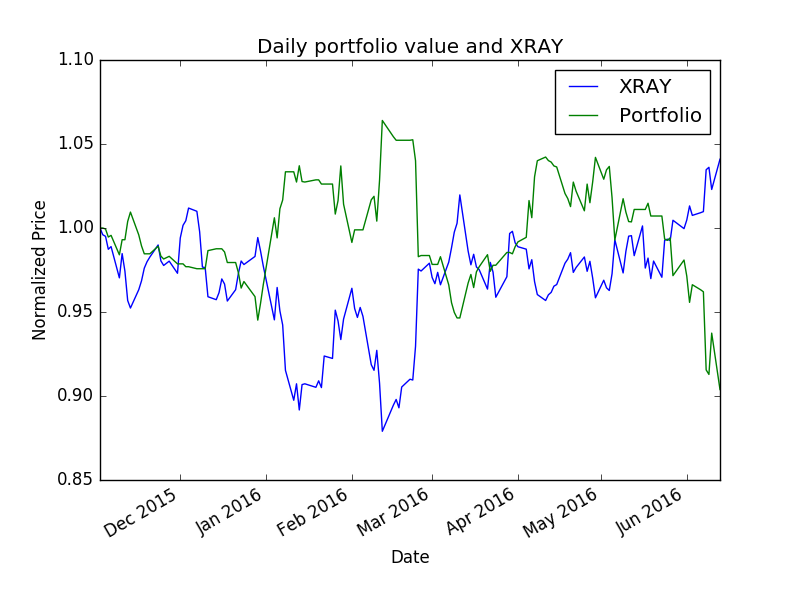 Daily portfolio value and XRAY
XRAY
Portfolio
1.10
1.05
1.00
0.95
0.90
0.85
Normalized Price
Dec 2015
Jan 2016
Feb 2016
Mar 2016
Apr 2016
May 2016
Jun 2016
Date